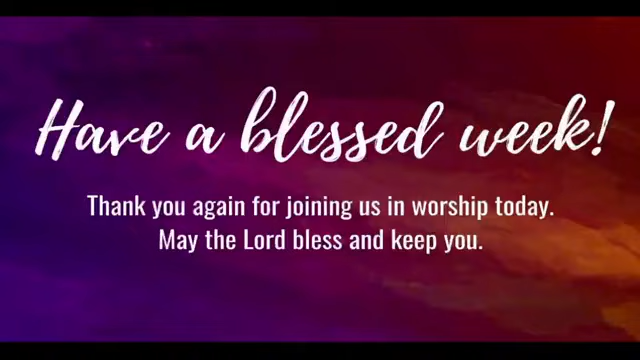 Have a blessed week!
Thank you again for joining us in worship today.
May the Lord bless and keep you.